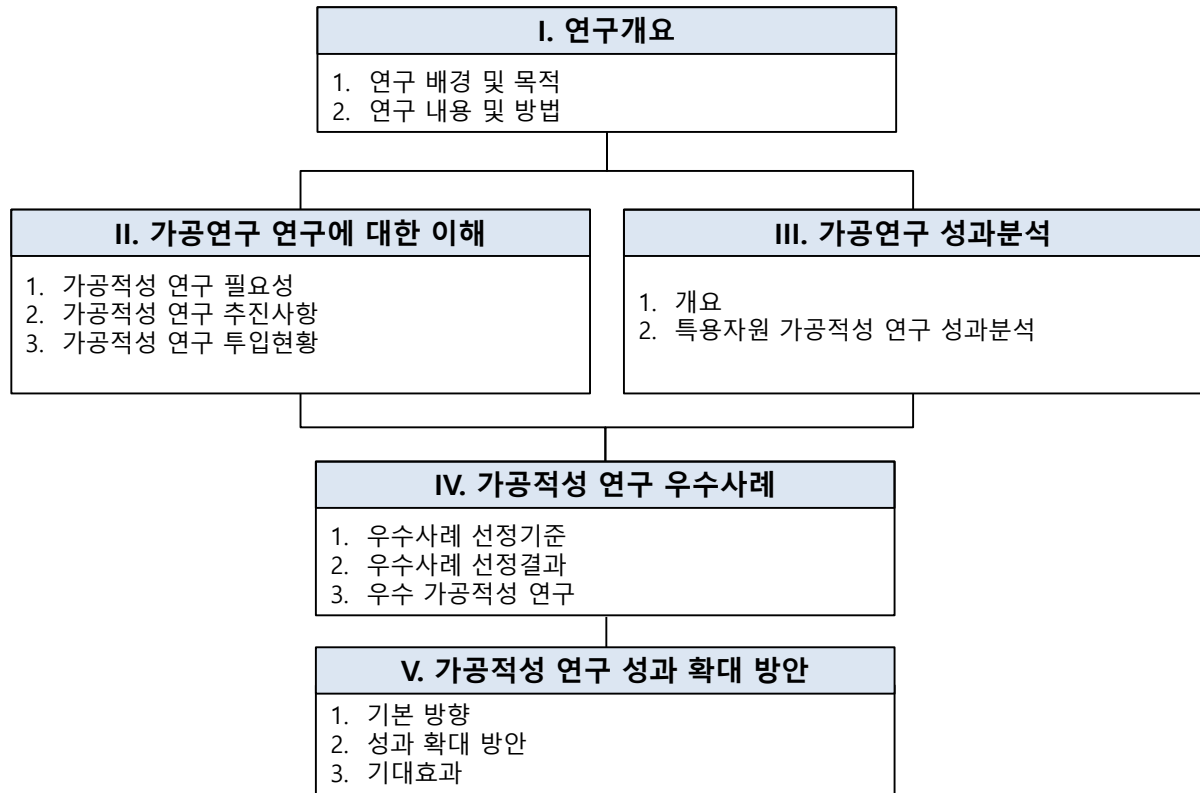 I. 연구개요
1. 연구 배경 및 목적
2. 연구 내용 및 방법
II. 가공연구 연구에 대한 이해
1. 가공적성 연구 필요성
2. 가공적성 연구 추진사항
3. 가공적성 연구 투입현황
III. 가공연구 성과분석
1. 개요
2. 특용자원 가공적성 연구 성과분석
IV. 가공적성 연구 우수사례
1. 우수사례 선정기준
2. 우수사례 선정결과
3. 우수 가공적성 연구
V. 가공적성 연구 성과 확대 방안
1. 기본 방향
2. 성과 확대 방안
3. 기대효과